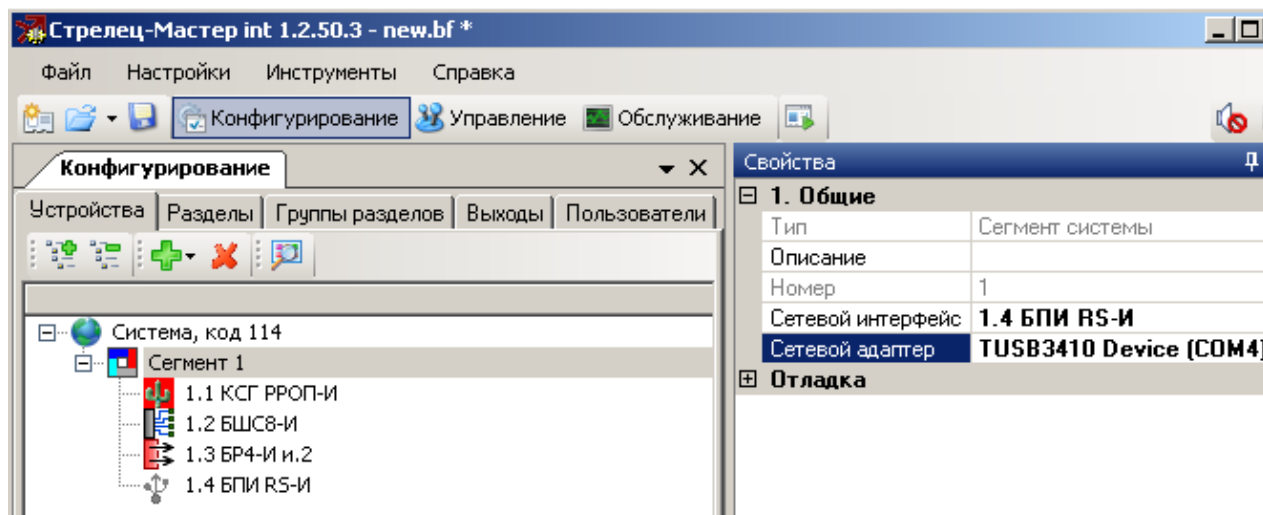 Стрелец-Мастер int 1.2.50.3 - new.bf *
Файл Настройки Инструменты Справка
Конфигурирование Управление Обслуживание
Конфигурирование
Устройства Разделы Группы разделов Выходы Пользователи
Система, код 114
Сегмент 1
1.1 КСГ РРОП-И
1.2 БШС8-И
1.3 БР4-И и.2
1.4 БПИ RS-И
Свойства
1. Общие
Тип Сегмент системы
Описание
Номер 1
Сетевой интерфейс 1.4 БПИ RS-И
Сетевой адаптер TUSB3410 Device (COM4)
Отладка